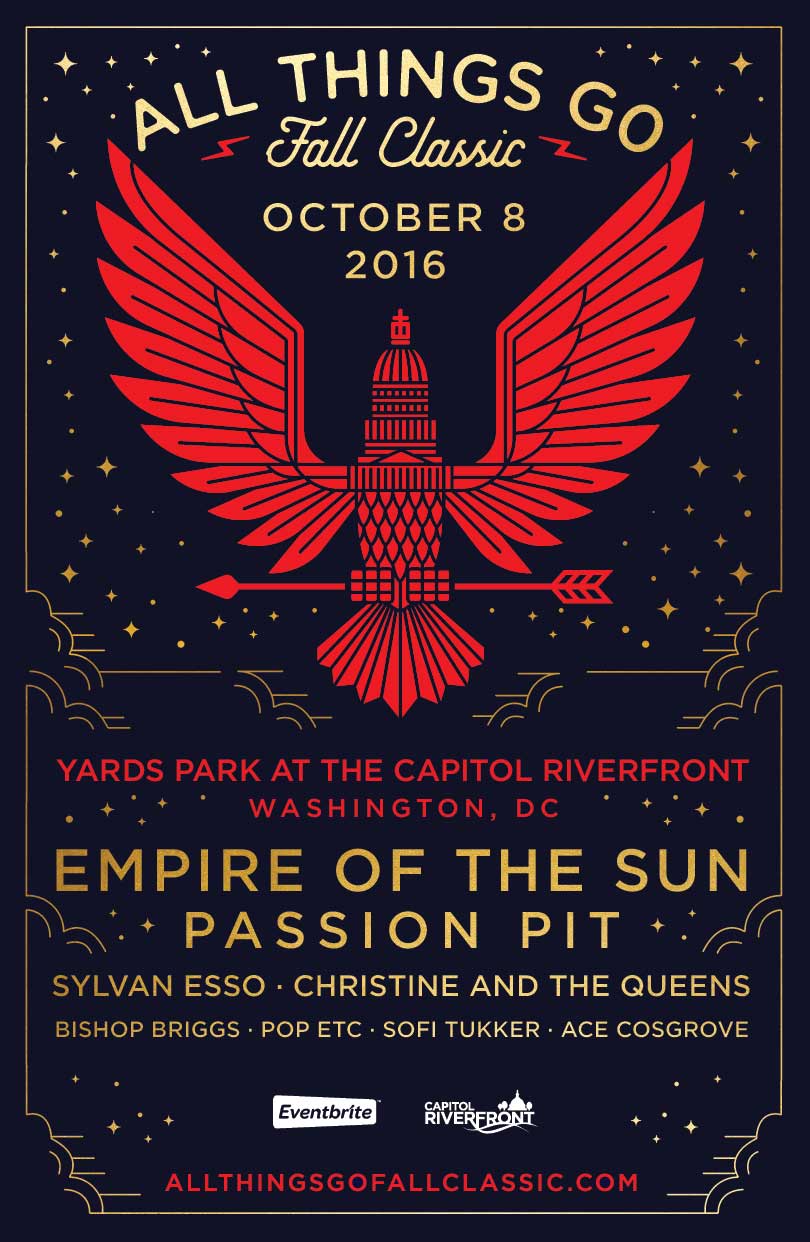 ALL THINGS GO
Fall Classic
OCTOBER 8
2016
YARDS PARK AT THE CAPITOL RIVERFRONT
WASHINGTON, DC
EMPIRE OF THE SUN
PASSION PIT
SYLVAN ESSO · CHRISTINE AND THE QUEENS
BISHOP BRIGGS · POP ETC · SOFI TUKKER · ACE COSGROVE
Eventbrite™
CAPITOL
RIVERFRONT
ALLTHINGSGOFALLCLASSIC.COM